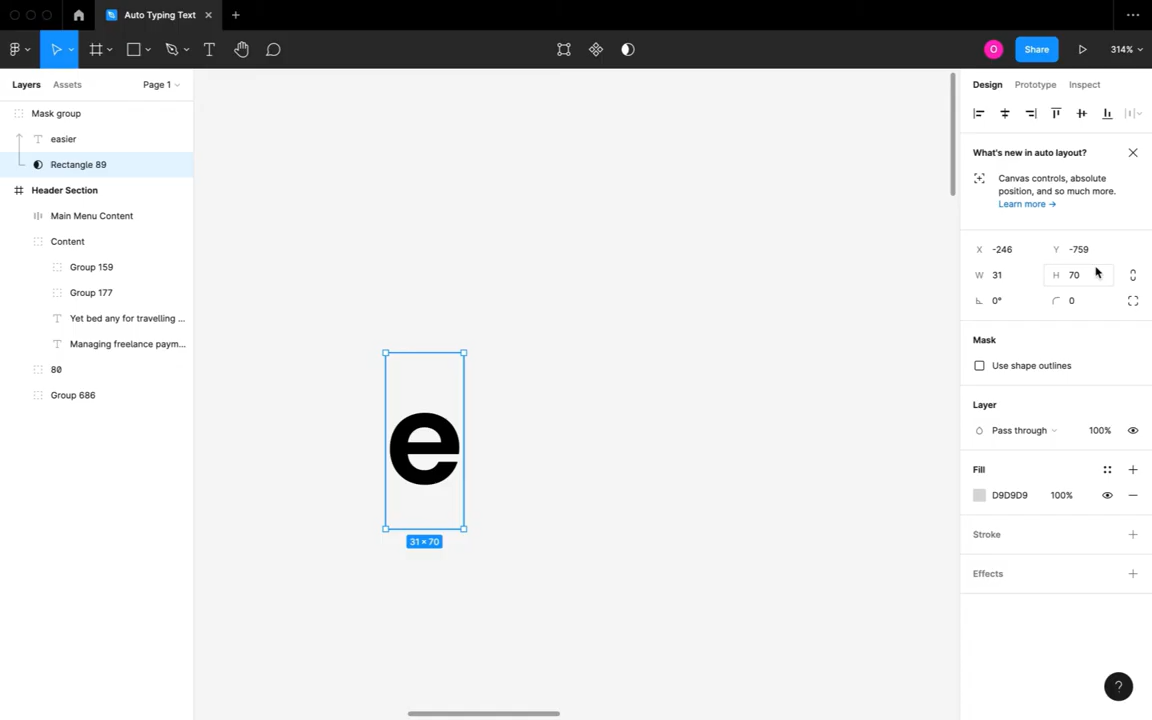 Auto Typing Text
Share
314%
Layers
Assets
Page 1
Design
Prototype
Inspect
Mask group
easier
Rectangle 89
Header Section
Main Menu Content
Content
Group 159
Group 177
Yet bed any for travelling ...
Managing freelance paym...
80
Group 686
e
31 × 70
What's new in auto layout?
Canvas controls, absolute
position, and so much more.
Learn more →
X -246 Y -759
W 31 H 70
0° 0
Mask
Use shape outlines
Layer
Pass through 100%
Fill
D9D9D9 100%
Stroke
Effects
O
?